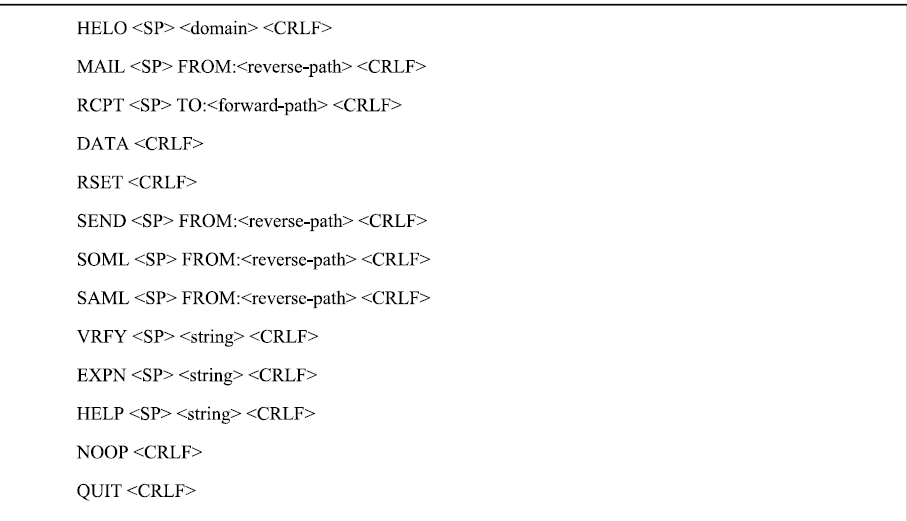 HELO <SP> <domain> <CRLF>
MAIL <SP> FROM:<reverse-path> <CRLF>
RCPT <SP> TO:<forward-path> <CRLF>
DATA <CRLF>
RSET <CRLF>
SEND <SP> FROM:<reverse-path> <CRLF>
SOML <SP> FROM:<reverse-path> <CRLF>
SAML <SP> FROM:<reverse-path> <CRLF>
VRFY <SP> <string> <CRLF>
EXPN <SP> <string> <CRLF>
HELP <SP> <string> <CRLF>
NOOP <CRLF>
QUIT <CRLF>